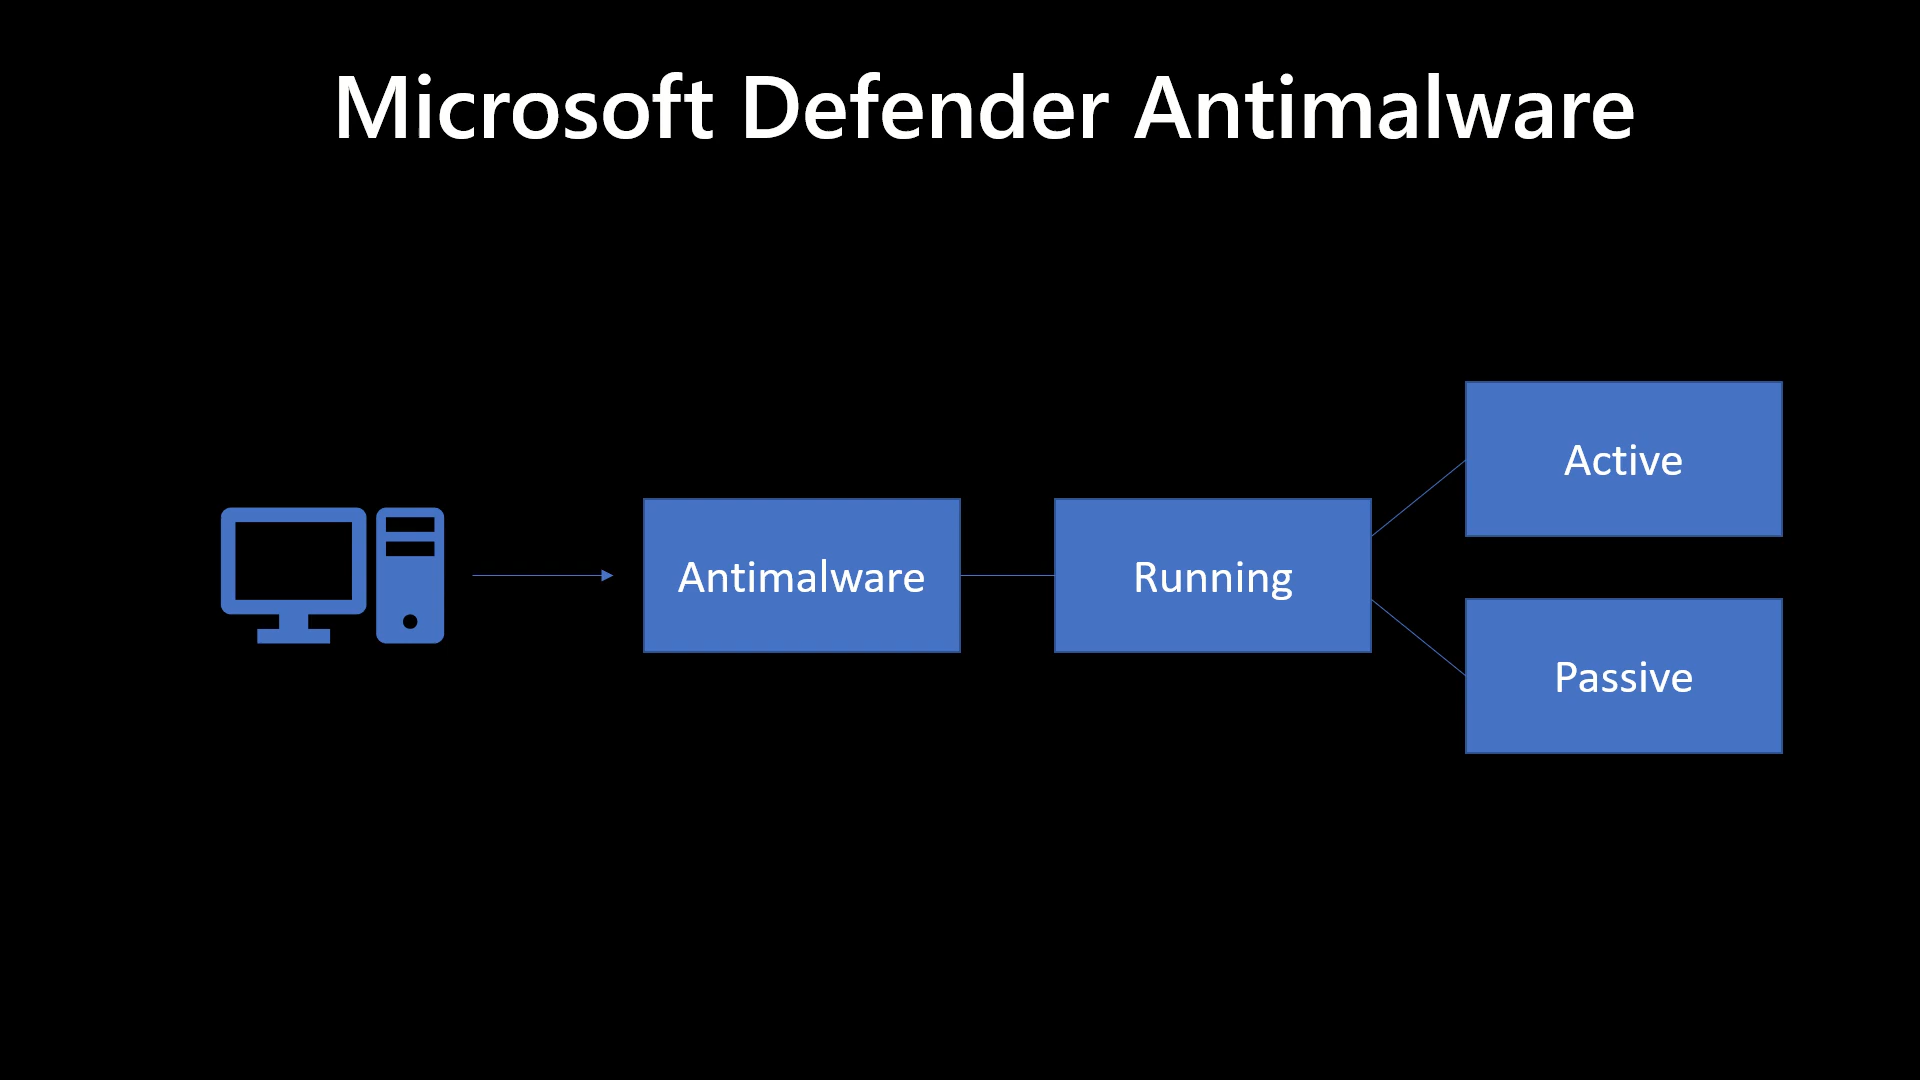 Microsoft Defender Antimalware
Antimalware
Running
Active
Passive